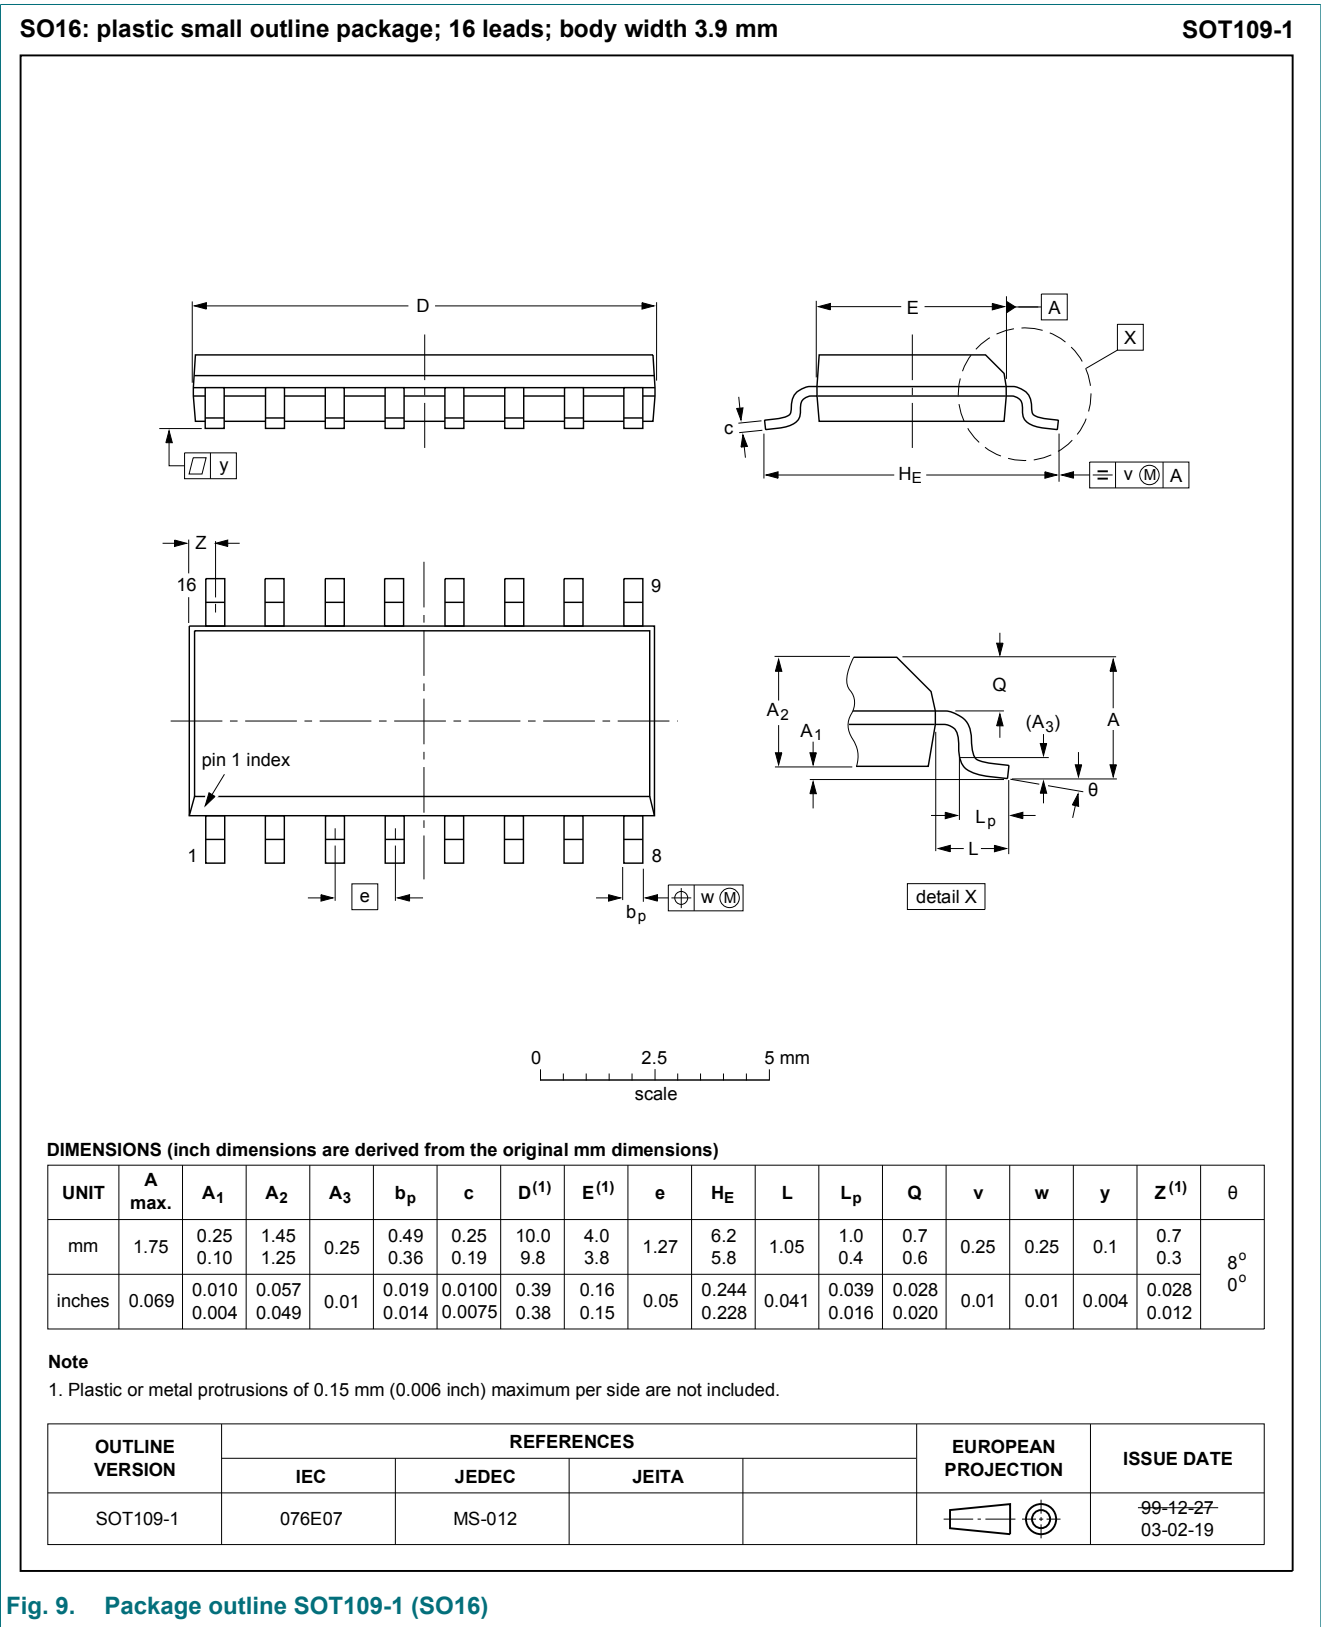 SO16: plastic small outline package; 16 leads; body width 3.9 mm SOT109-1
D
y
E
A
X
c
HE
v M A
Z
16
9
pin 1 index
1
8
e
bp
w M
A2
A1
Q
(A3)
A
θ
Lp
L
detail X
0 2.5 5 mm
scale
DIMENSIONS (inch dimensions are derived from the original mm dimensions)
UNIT A max. A1 A2 A3 bp c D(1) E(1) e HE L Lp Q v w y Z(1) θ
mm 1.75 0.25 0.10 1.45 1.25 0.25 0.49 0.36 0.25 0.19 10.0 9.8 4.0 3.8 1.27 6.2 5.8 1.05 1.0 0.4 0.7 0.6 0.25 0.25 0.1 0.7 0.3 8° 0°
inches 0.069 0.010 0.004 0.057 0.049 0.01 0.019 0.014 0.0100 0.0075 0.39 0.38 0.16 0.15 0.05 0.244 0.228 0.041 0.039 0.016 0.028 0.020 0.01 0.01 0.004 0.028 0.012
Note
1. Plastic or metal protrusions of 0.15 mm (0.006 inch) maximum per side are not included.
OUTLINE VERSION REFERENCES EUROPEAN PROJECTION ISSUE DATE
IEC JEDEC JEITA
SOT109-1 076E07 MS-012 99-12-27
03-02-19
Fig. 9. Package outline SOT109-1 (SO16)